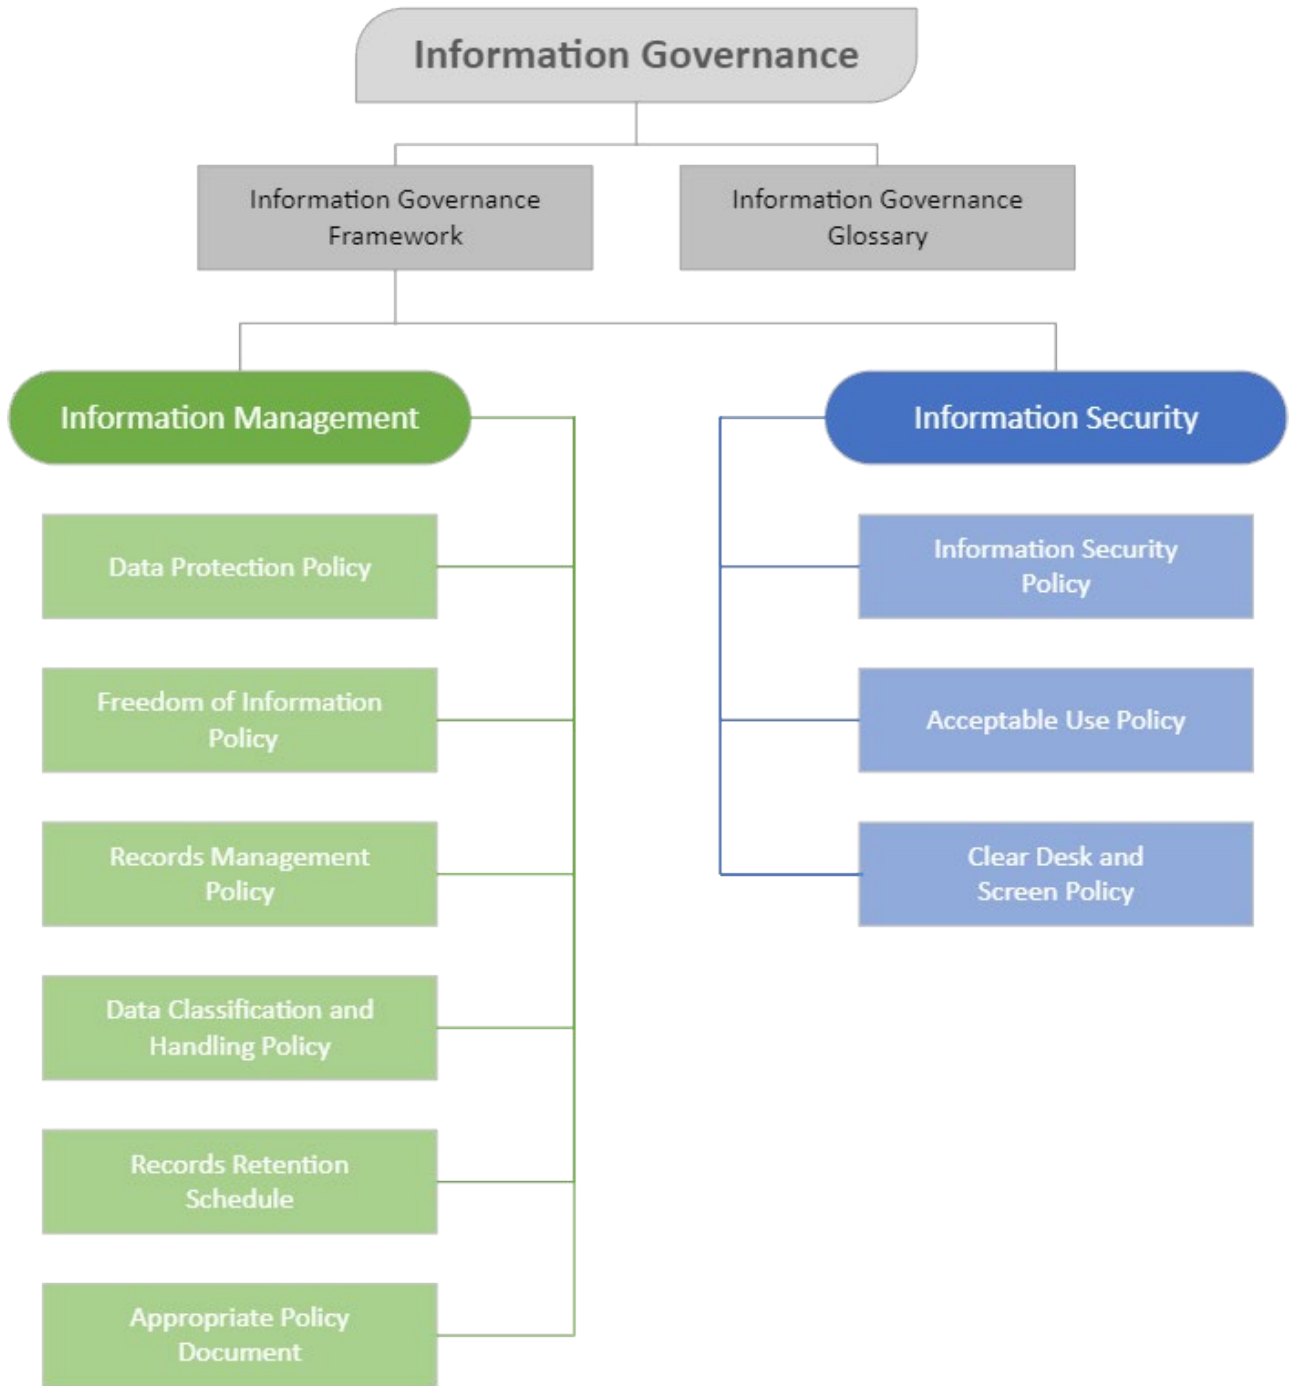 Information Governance
Information Governance
Framework
Information Governance
Glossary
Information Management
Data Protection Policy
Freedom of Information
Policy
Records Management
Policy
Data Classification and
Handling Policy
Records Retention
Schedule
Appropriate Policy
Document
Information Security
Information Security
Policy
Acceptable Use Policy
Clear Desk and
Screen Policy